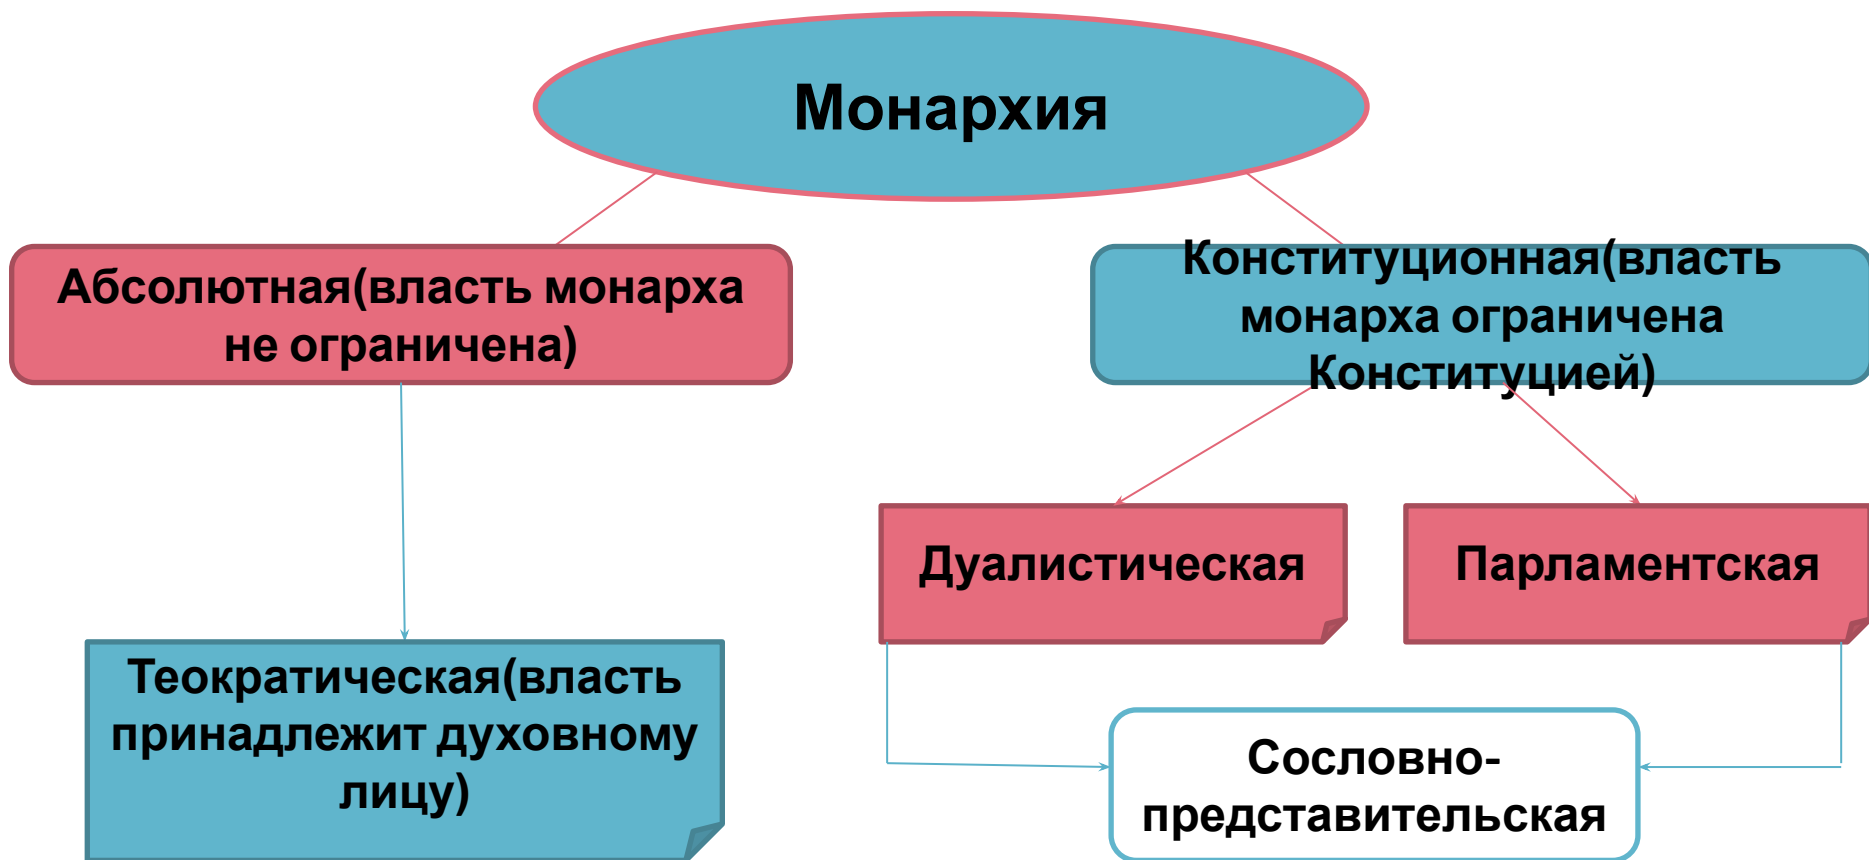 Монархия
Абсолютная(власть монарха
не ограничена)
Конституционная(власть
монарха ограничена
Конституцией)
Дуалистическая
Парламентская
Теократическая(власть
принадлежит духовному
лицу)
Сословно-
представительская